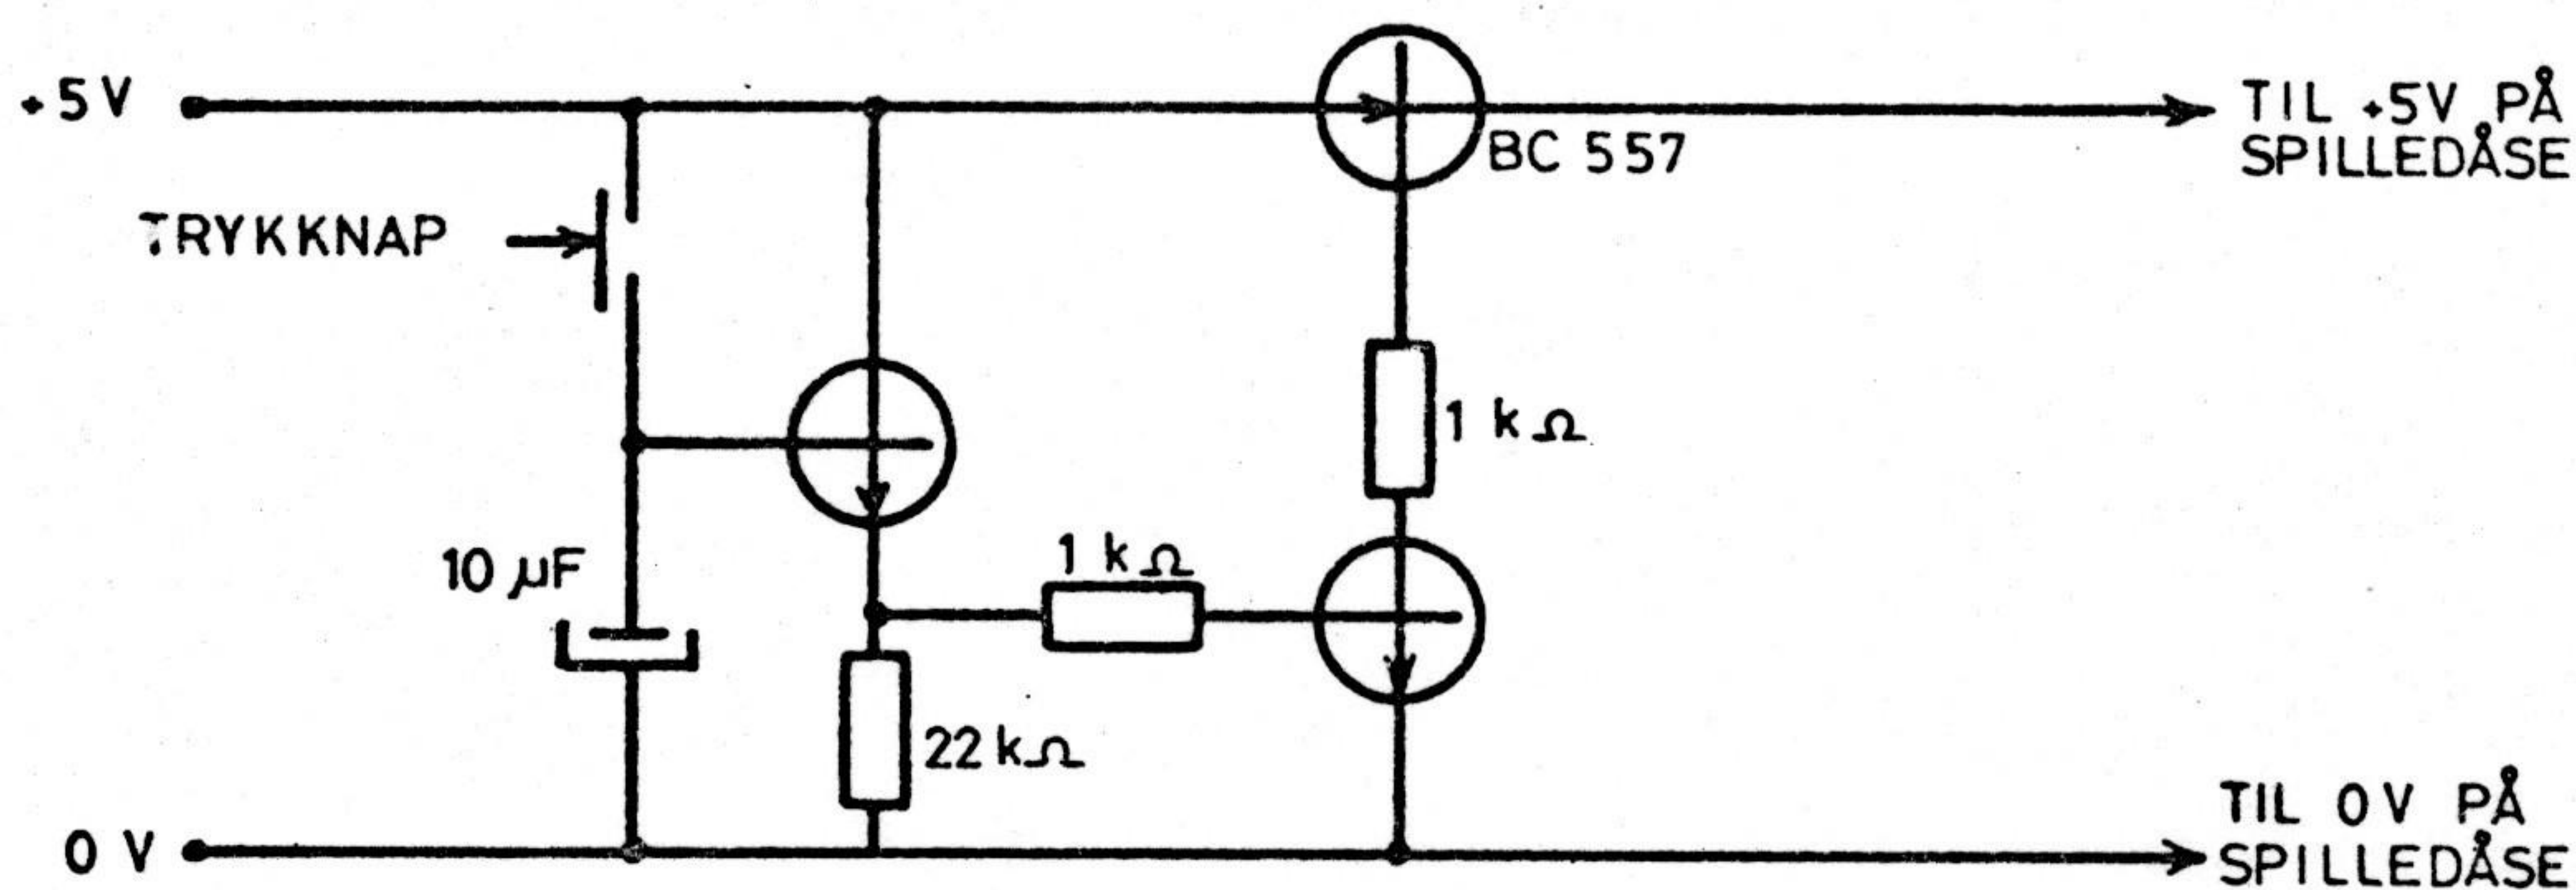 +5V
TIL +5V PÅ
SPILLEDÅSE
BC 557
TRYKKNAP
1 kΩ
10 µF
1 kΩ
22 kΩ
0 V
TIL 0V PÅ
SPILLEDÅSE